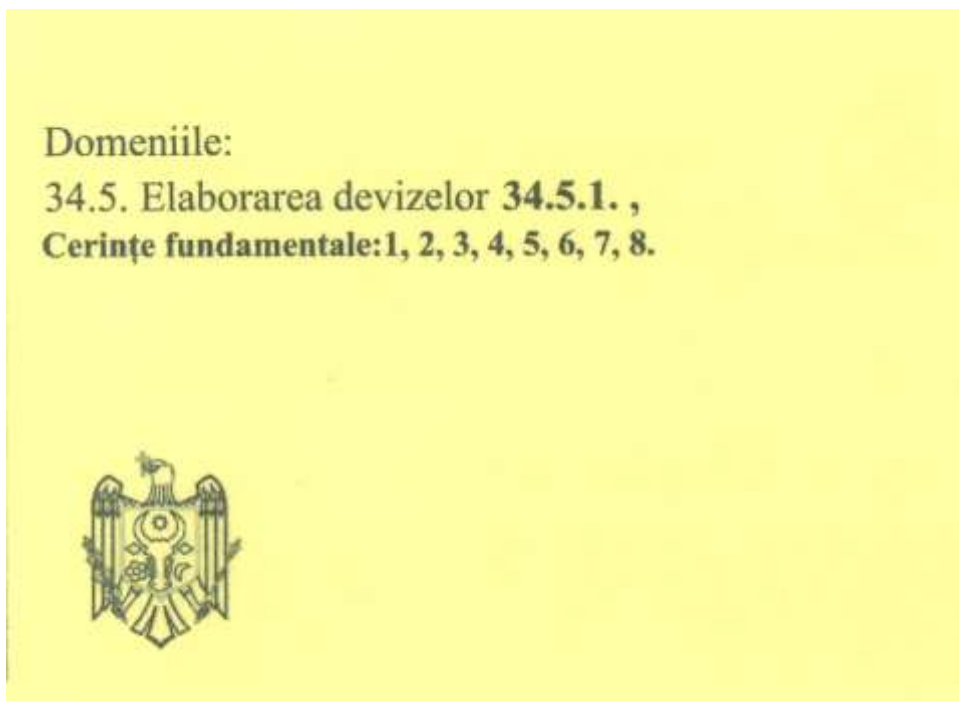 Domeniile:
34.5. Elaborarea devizelor 34.5.1. ,
Cerințe fundamentale:1, 2, 3, 4, 5, 6, 7, 8.